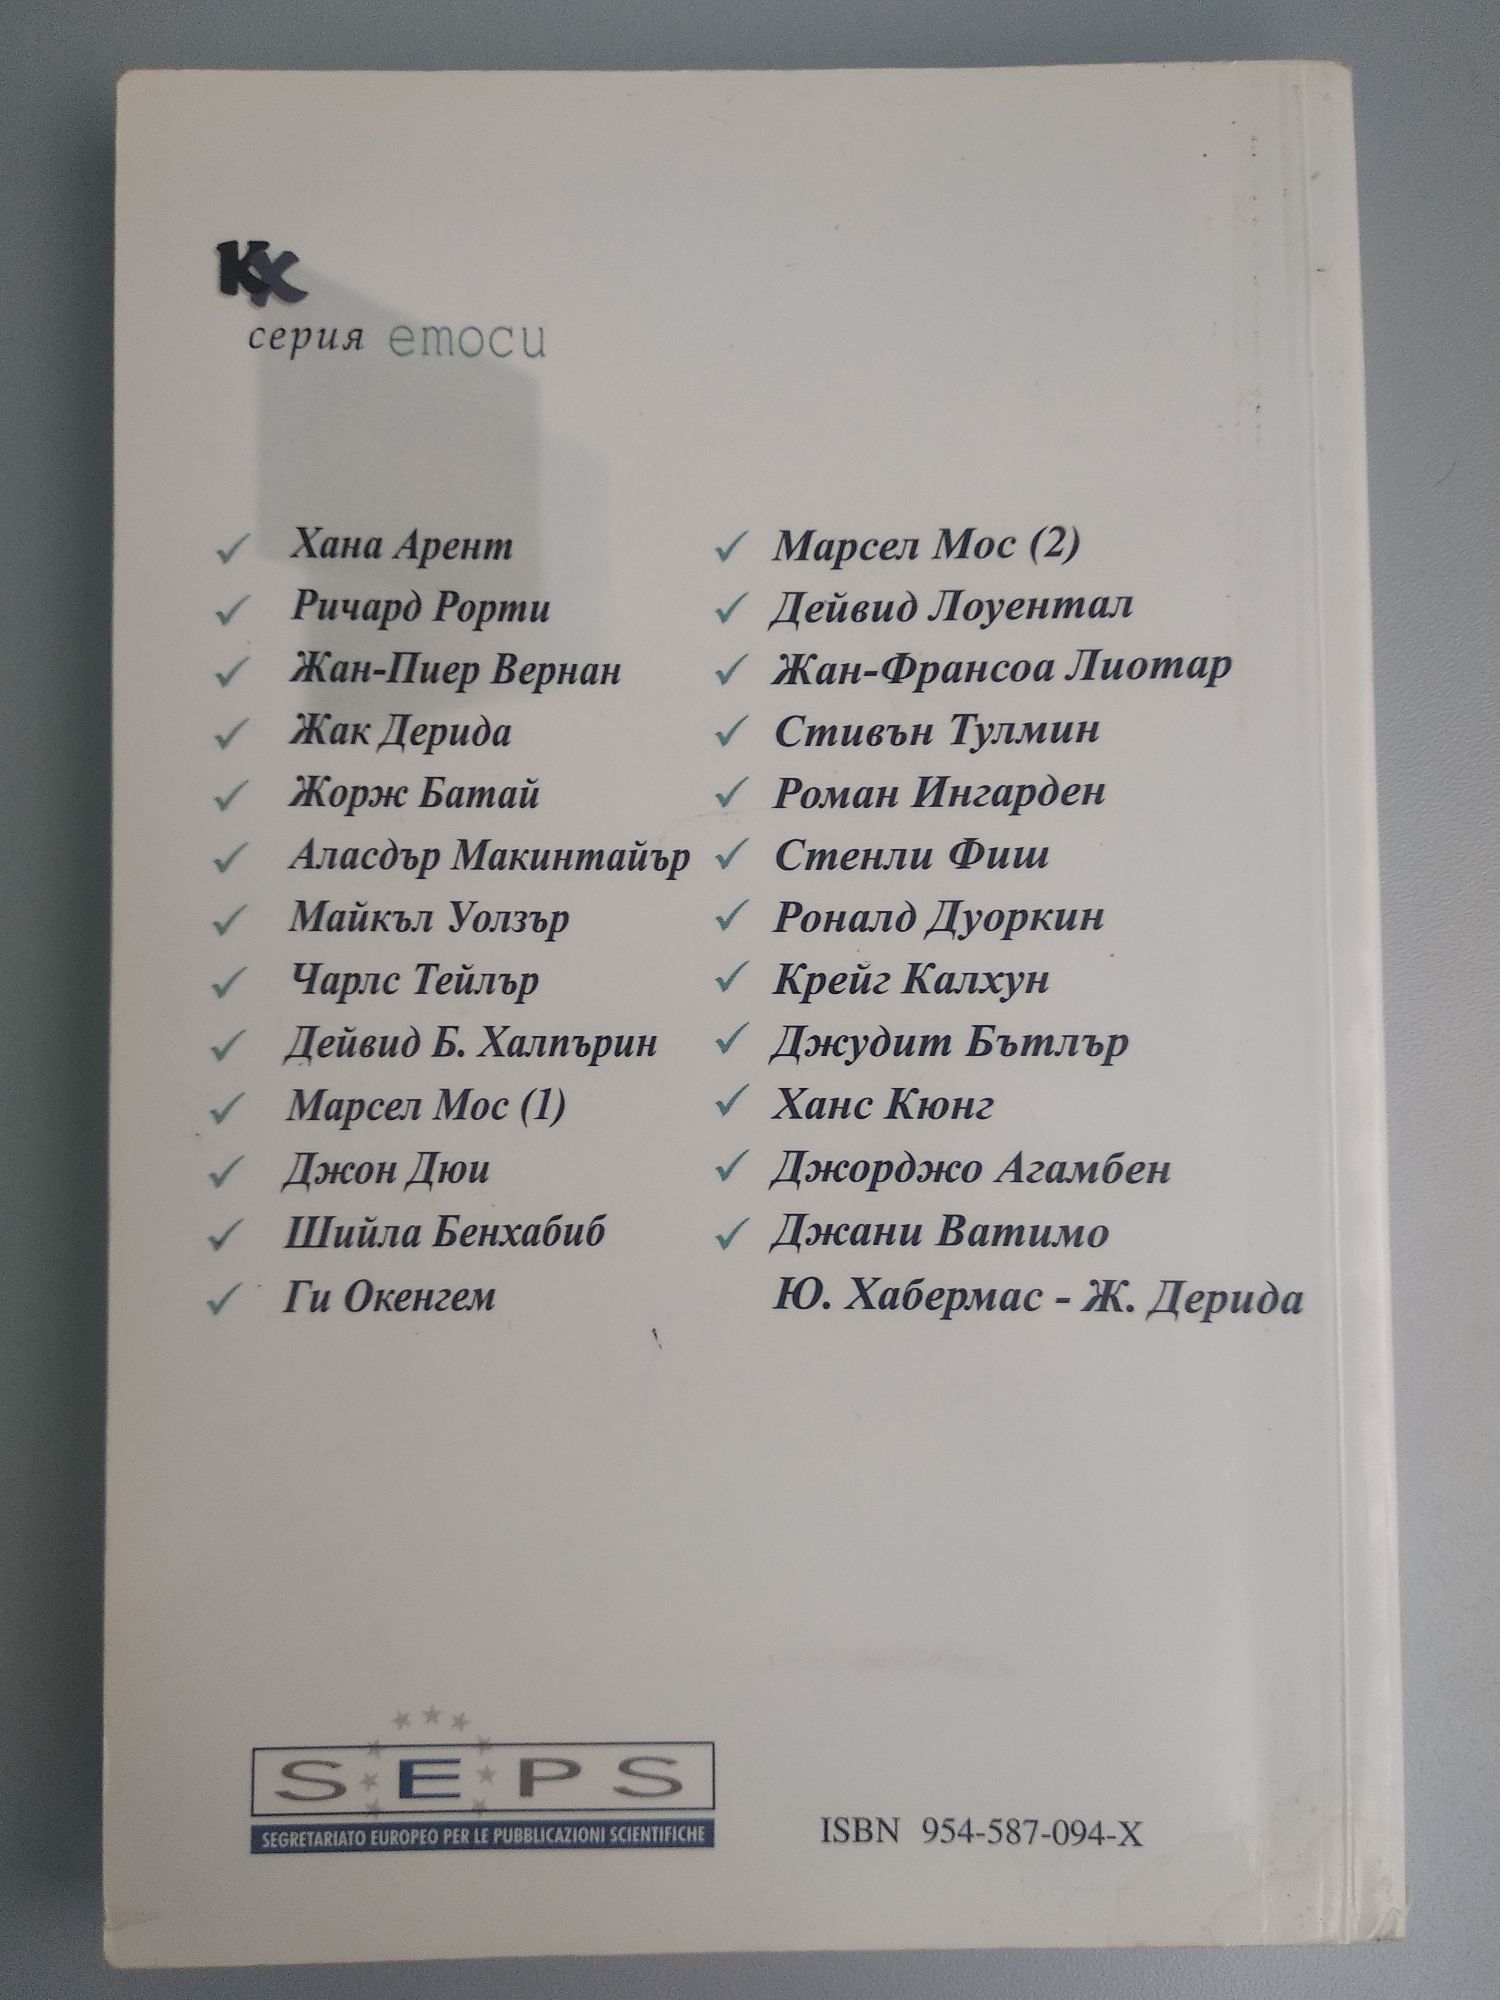 КХ
серия етоси
Хана Арент
Ричард Рорти
Жан-Пиер Вернан
Жак Дерида
Жорж Батай
Аласдър Макинтайър
Майкъл Уолзър
Чарлс Тейлър
Дейвид Б. Халпърин
Марсел Мос (1)
Джон Дюи
Шийла Бенхабиб
Ги Окенгем
Марсел Мос (2)
Дейвид Лоуентал
Жан-Франсоа Лиотар
Стивън Тулмин
Роман Ингарден
Стенли Фиш
Роналд Дуоркин
Крейг Калхун
Джудит Бътлър
Ханс Кюнг
Джорджо Агамбен
Джани Ватимо
Ю. Хабермас - Ж. Дерида
SEPS
SEGRETARIATO EUROPEO PER LE PUBBLICAZIONI SCIENTIFICHE
ISBN 954-587-094-X